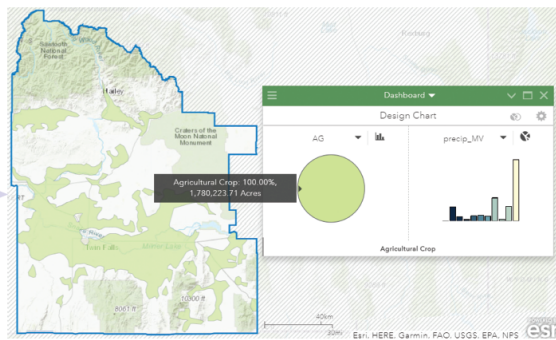 Sawtooth
National
Forest
Hailey
Craters of the
Moon National
Monument
Dashboard
Design Chart
AG
precip_MV
Agricultural Crop: 100.00%,
1,780,223.71 Acres
Agricultural Crop
Twin Falls
10300 ft
8061 ft
40km
30mi
Esri, HERE, Garmin, FAO, USGS, EPA, NPS
esri